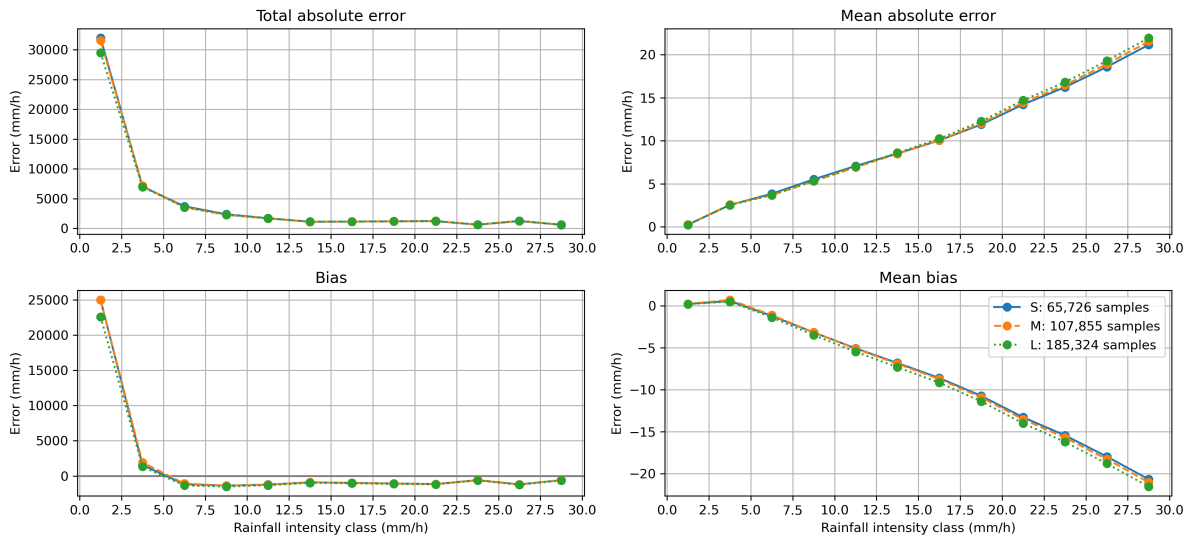 Total absolute error
Error (mm/h)
30000
25000
20000
15000
10000
5000
0
0.0 2.5 5.0 7.5 10.0 12.5 15.0 17.5 20.0 22.5 25.0 27.5 30.0
Mean absolute error
Error (mm/h)
20
15
10
5
0
0.0 2.5 5.0 7.5 10.0 12.5 15.0 17.5 20.0 22.5 25.0 27.5 30.0
Bias
Error (mm/h)
25000
20000
15000
10000
5000
0
0.0 2.5 5.0 7.5 10.0 12.5 15.0 17.5 20.0 22.5 25.0 27.5 30.0
Rainfall intensity class (mm/h)
Mean bias
Error (mm/h)
0
−5
−10
−15
−20
S: 65,726 samples
M: 107,855 samples
L: 185,324 samples
0.0 2.5 5.0 7.5 10.0 12.5 15.0 17.5 20.0 22.5 25.0 27.5 30.0
Rainfall intensity class (mm/h)